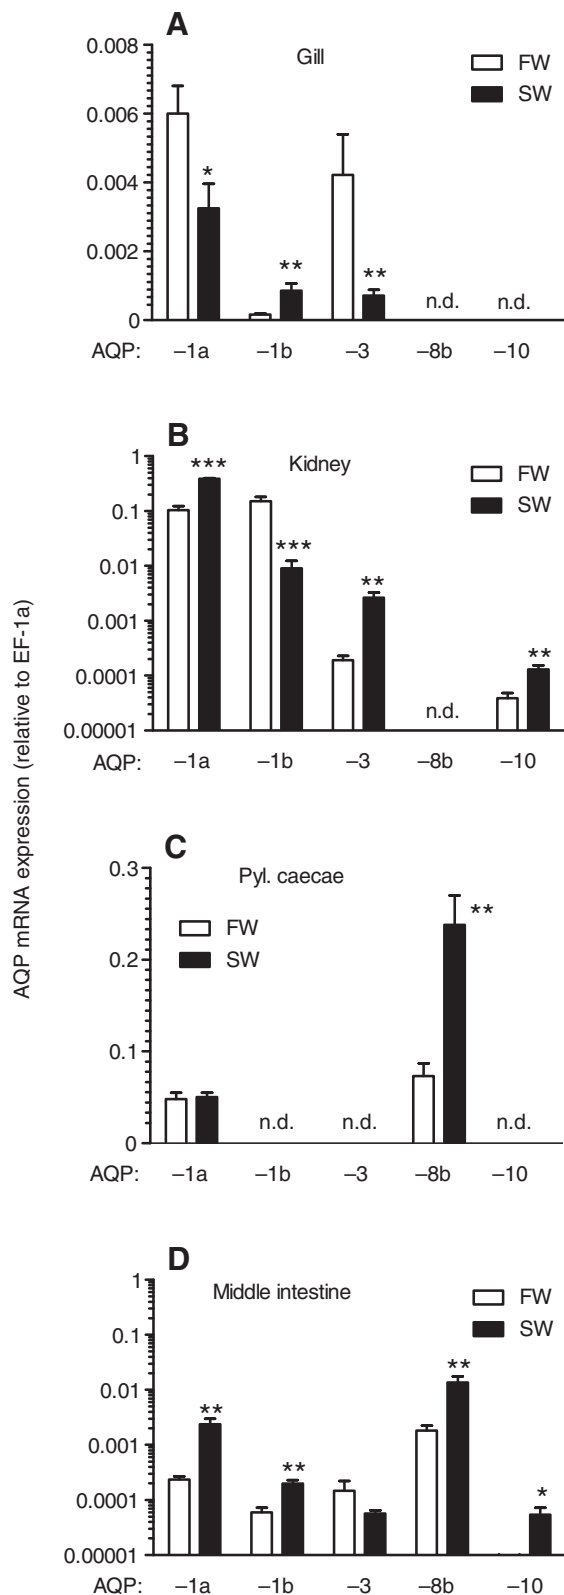 A
Gill
FW
SW
0.008
0.006
0.004
0.002
0
*
**
**
n.d.
n.d.
AQP: –1a –1b –3 –8b –10
B
Kidney
FW
SW
1
0.1
0.01
0.001
0.0001
0.00001
***
***
**
n.d.
**
AQP: –1a –1b –3 –8b –10
AQP mRNA expression (relative to EF-1a)
C
Pyl. caecae
FW
SW
0.3
0.2
0.1
0
n.d.
n.d.
**
n.d.
AQP: –1a –1b –3 –8b –10
D
Middle intestine
FW
SW
1
0.1
0.01
0.001
0.0001
0.00001
**
**
**
*
AQP: –1a –1b –3 –8b –10